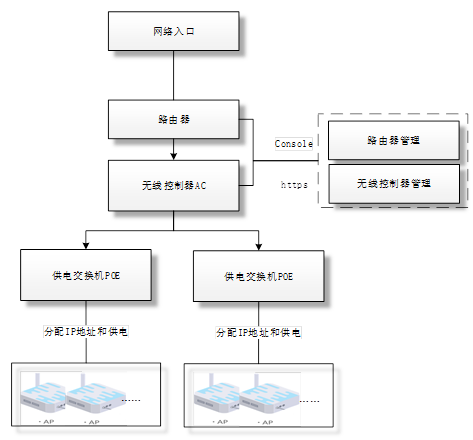 网络入口
路由器
Console
路由器管理
无线控制器AC
https
无线控制器管理
供电交换机POE
供电交换机POE
分配IP地址和供电
分配IP地址和供电
······
······
· AP
· AP
· AP
· AP